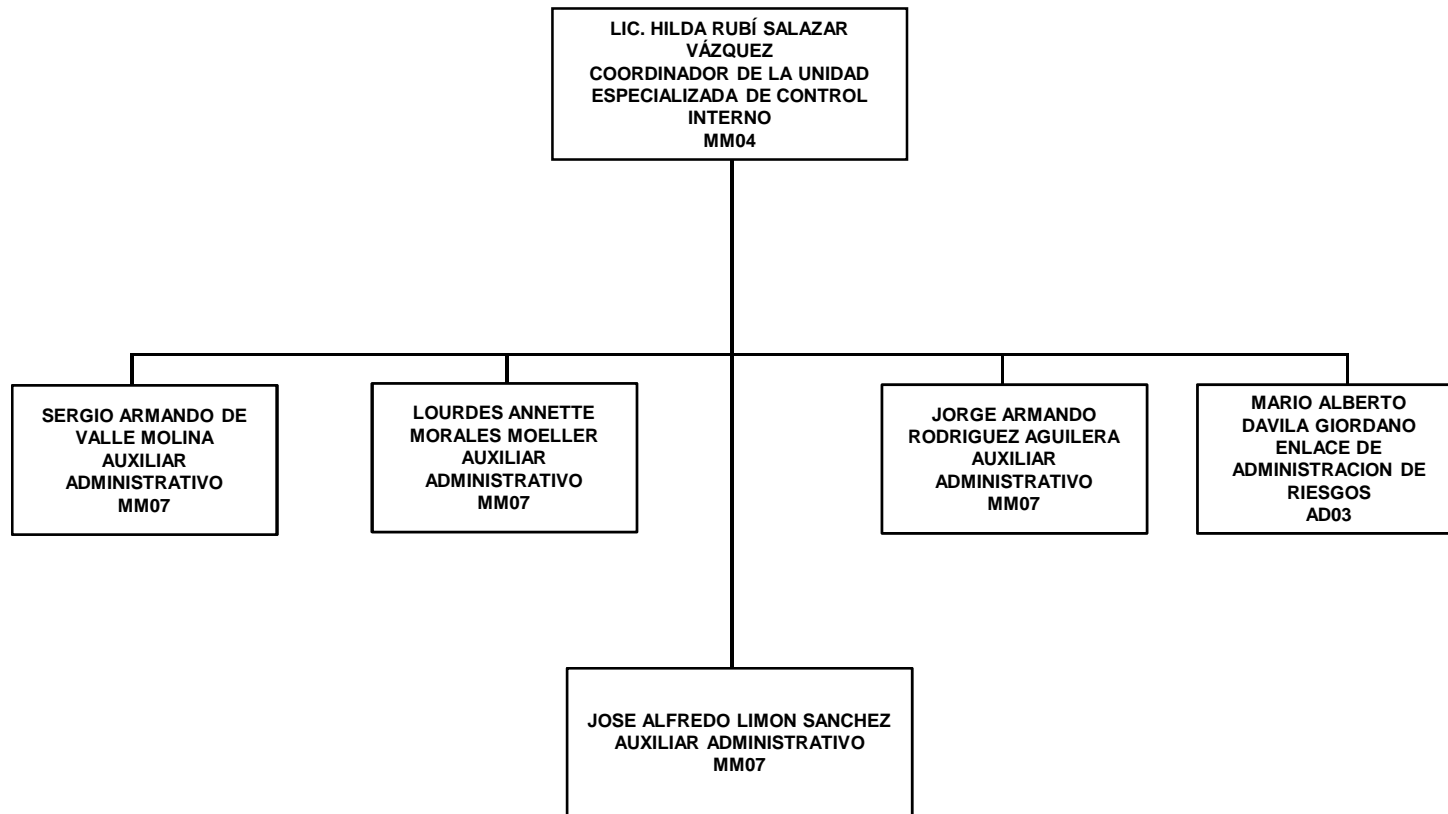 LIC. HILDA RUBÍ SALAZAR
VÁZQUEZ
COORDINADOR DE LA UNIDAD
ESPECIALIZADA DE CONTROL
INTERNO
MM04
SERGIO ARMANDO DE
VALLE MOLINA
AUXILIAR
ADMINISTRATIVO
MM07
LOURDES ANNETTE
MORALES MOELLER
AUXILIAR
ADMINISTRATIVO
MM07
JORGE ARMANDO
RODRIGUEZ AGUILERA
AUXILIAR
ADMINISTRATIVO
MM07
MARIO ALBERTO
DAVILA GIORDANO
ENLACE DE
ADMINISTRACION DE
RIESGOS
AD03
JOSE ALFREDO LIMON SANCHEZ
AUXILIAR ADMINISTRATIVO
MM07